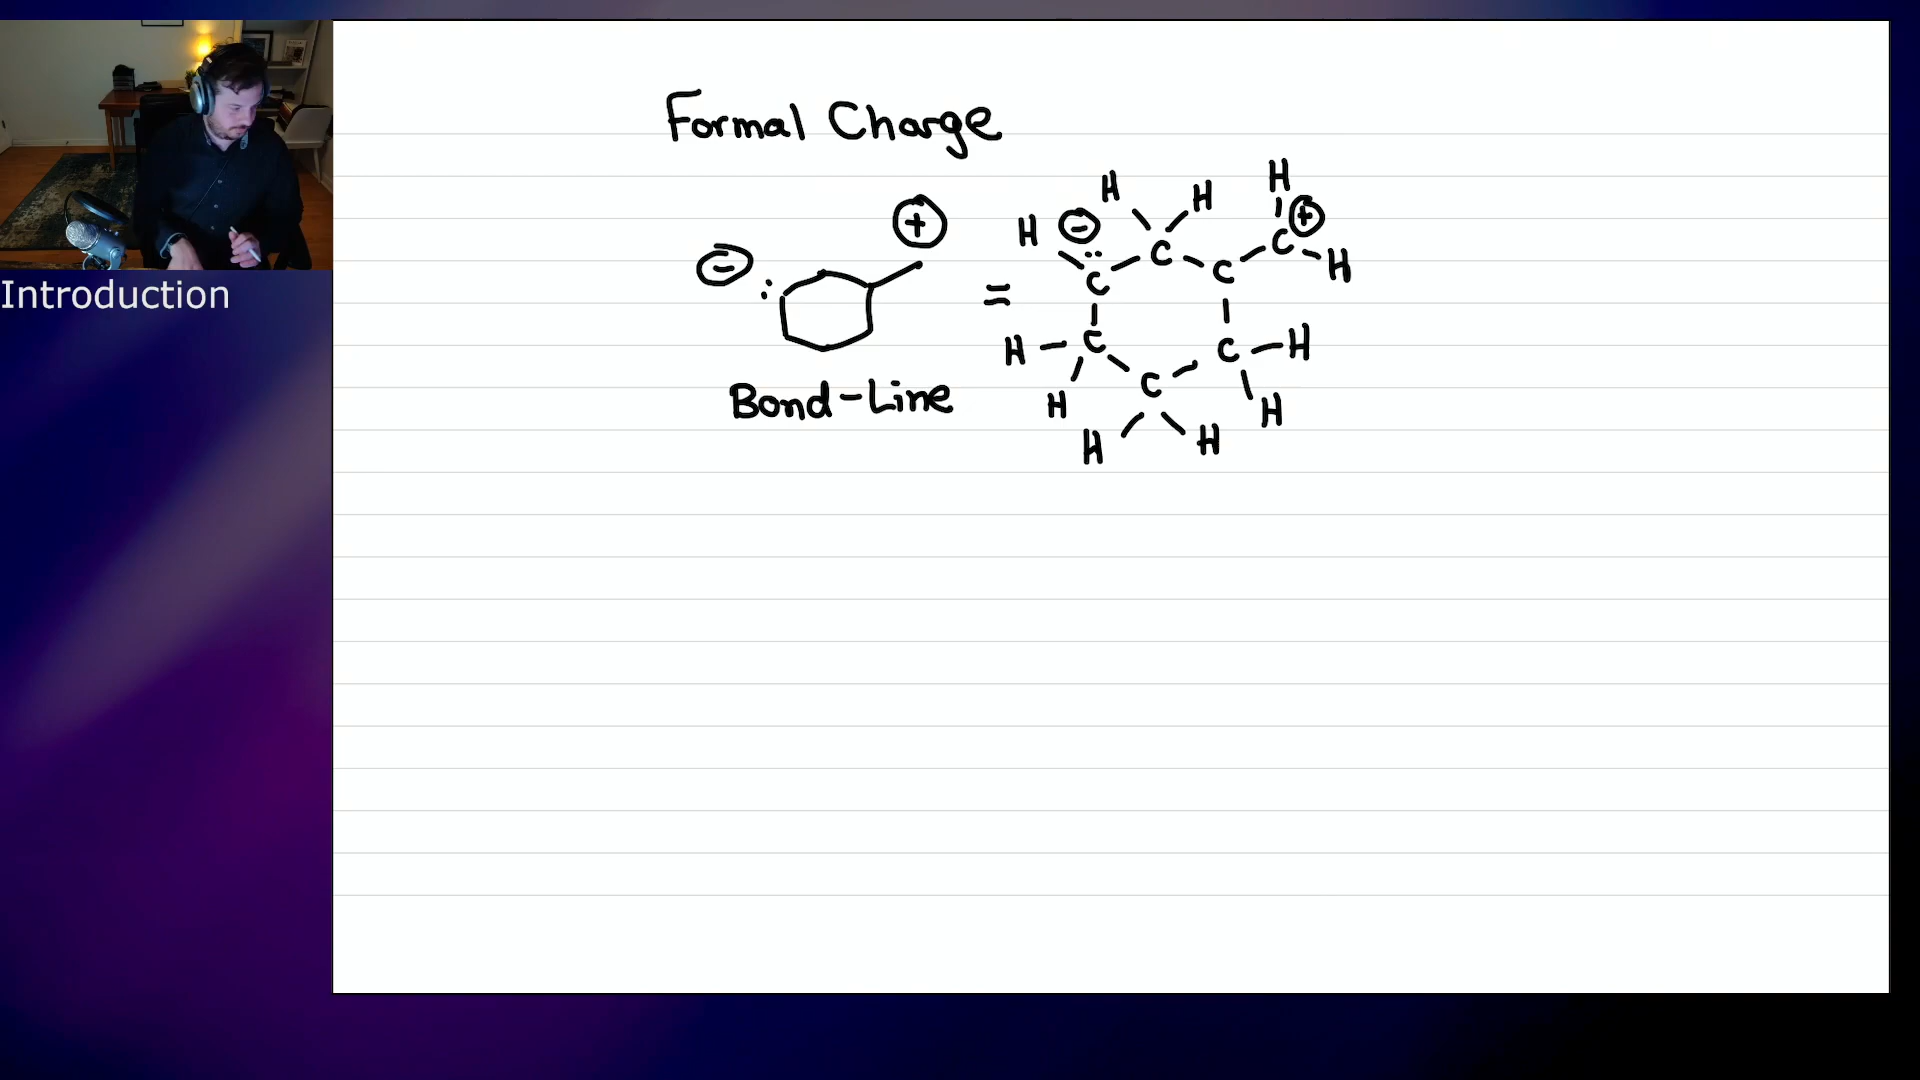 Introduction
Formal Charge
H H H
H ⊖ ⊕
⊖ : ⊕ = C C C C H
H C C H
Bond-Line
H C H
H H